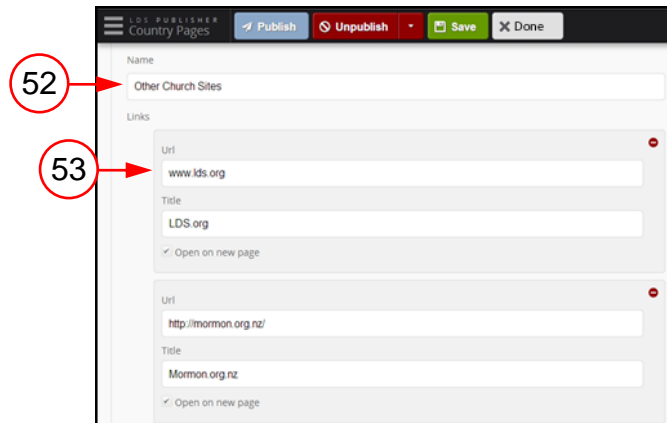 LDS PUBLISHER
Country Pages
Publish
Unpublish
Save
Done
Name
52
Other Church Sites
Links
Url
53
www.lds.org
Title
LDS.org
Open on new page
Url
http://mormon.org.nz/
Title
Mormon.org.nz
Open on new page